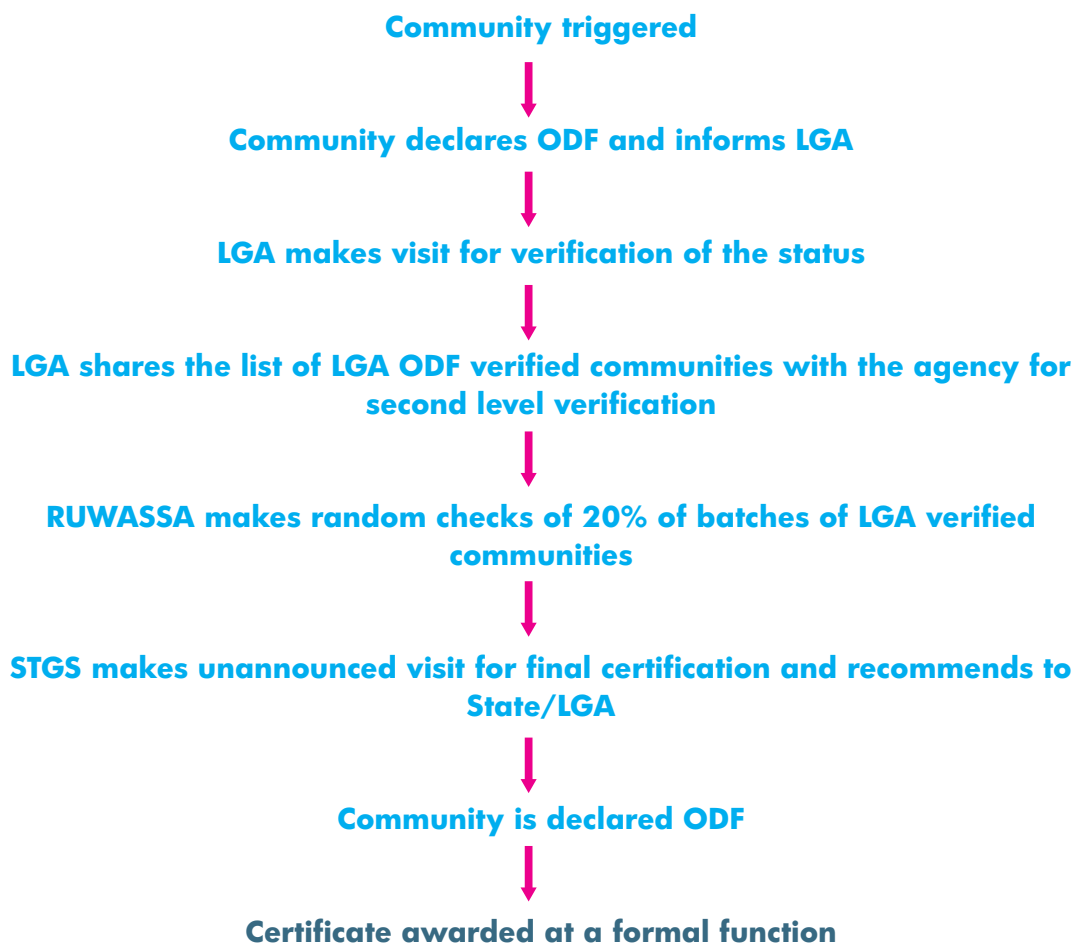 Community triggered
Community declares ODF and informs LGA
LGA makes visit for verification of the status
LGA shares the list of LGA ODF verified communities with the agency for
second level verification
RUWASSA makes random checks of 20% of batches of LGA verified
communities
STGS makes unannounced visit for final certification and recommends to
State/LGA
Community is declared ODF
Certificate awarded at a formal function